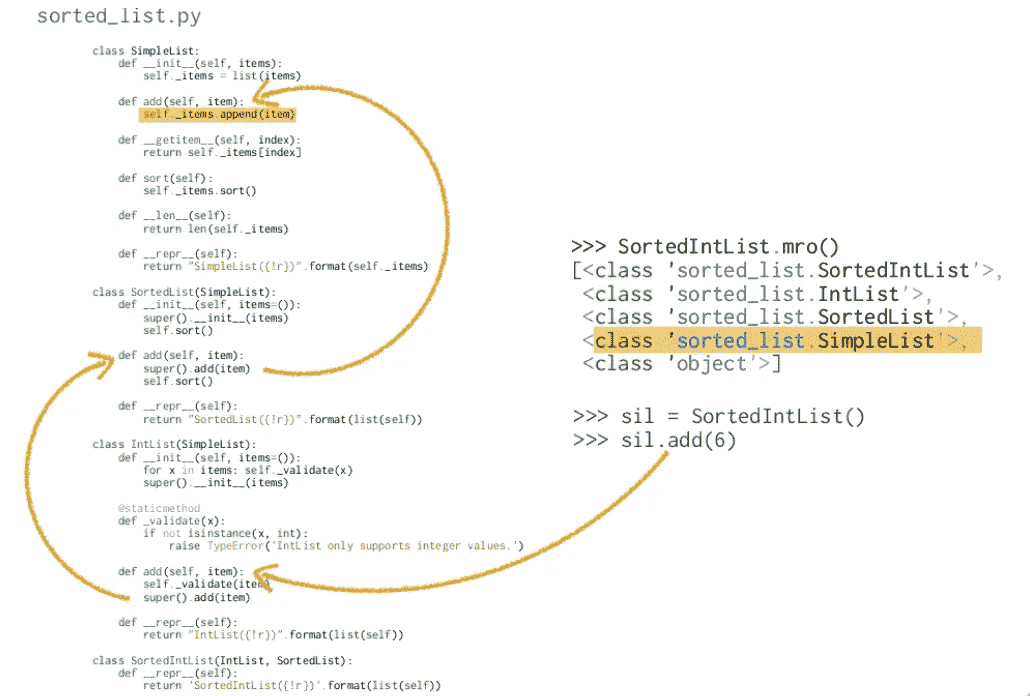 sorted_list.py
class SimpleList:
    def __init__(self, items):
        self._items = list(items)
    def add(self, item):
        self._items.append(item)
    def __getitem__(self, index):
        return self._items[index]
    def sort(self):
        self._items.sort()
    def __len__(self):
        return len(self._items)
    def __repr__(self):
        return "SimpleList({!r})".format(self._items)
class SortedList(SimpleList):
    def __init__(self, items=()):
        super().__init__(items)
        self.sort()
    def add(self, item):
        super().add(item)
        self.sort()
    def __repr__(self):
        return "SortedList({!r})".format(list(self))
class IntList(SimpleList):
    def __init__(self, items=()):
        for x in items: self._validate(x)
        super().__init__(items)
    @staticmethod
    def _validate(x):
        if not isinstance(x, int):
            raise TypeError('IntList only supports integer values.')
    def add(self, item):
        self._validate(item)
        super().add(item)
    def __repr__(self):
        return "IntList({!r})".format(list(self))
class SortedIntList(IntList, SortedList):
    def __repr__(self):
        return 'SortedIntList({!r})'.format(list(self))
>>> SortedIntList.mro()
[<class 'sorted_list.SortedIntList'>,
 <class 'sorted_list.IntList'>,
 <class 'sorted_list.SortedList'>,
 <class 'sorted_list.SimpleList'>,
 <class 'object'>]
>>> sil = SortedIntList()
>>> sil.add(6)